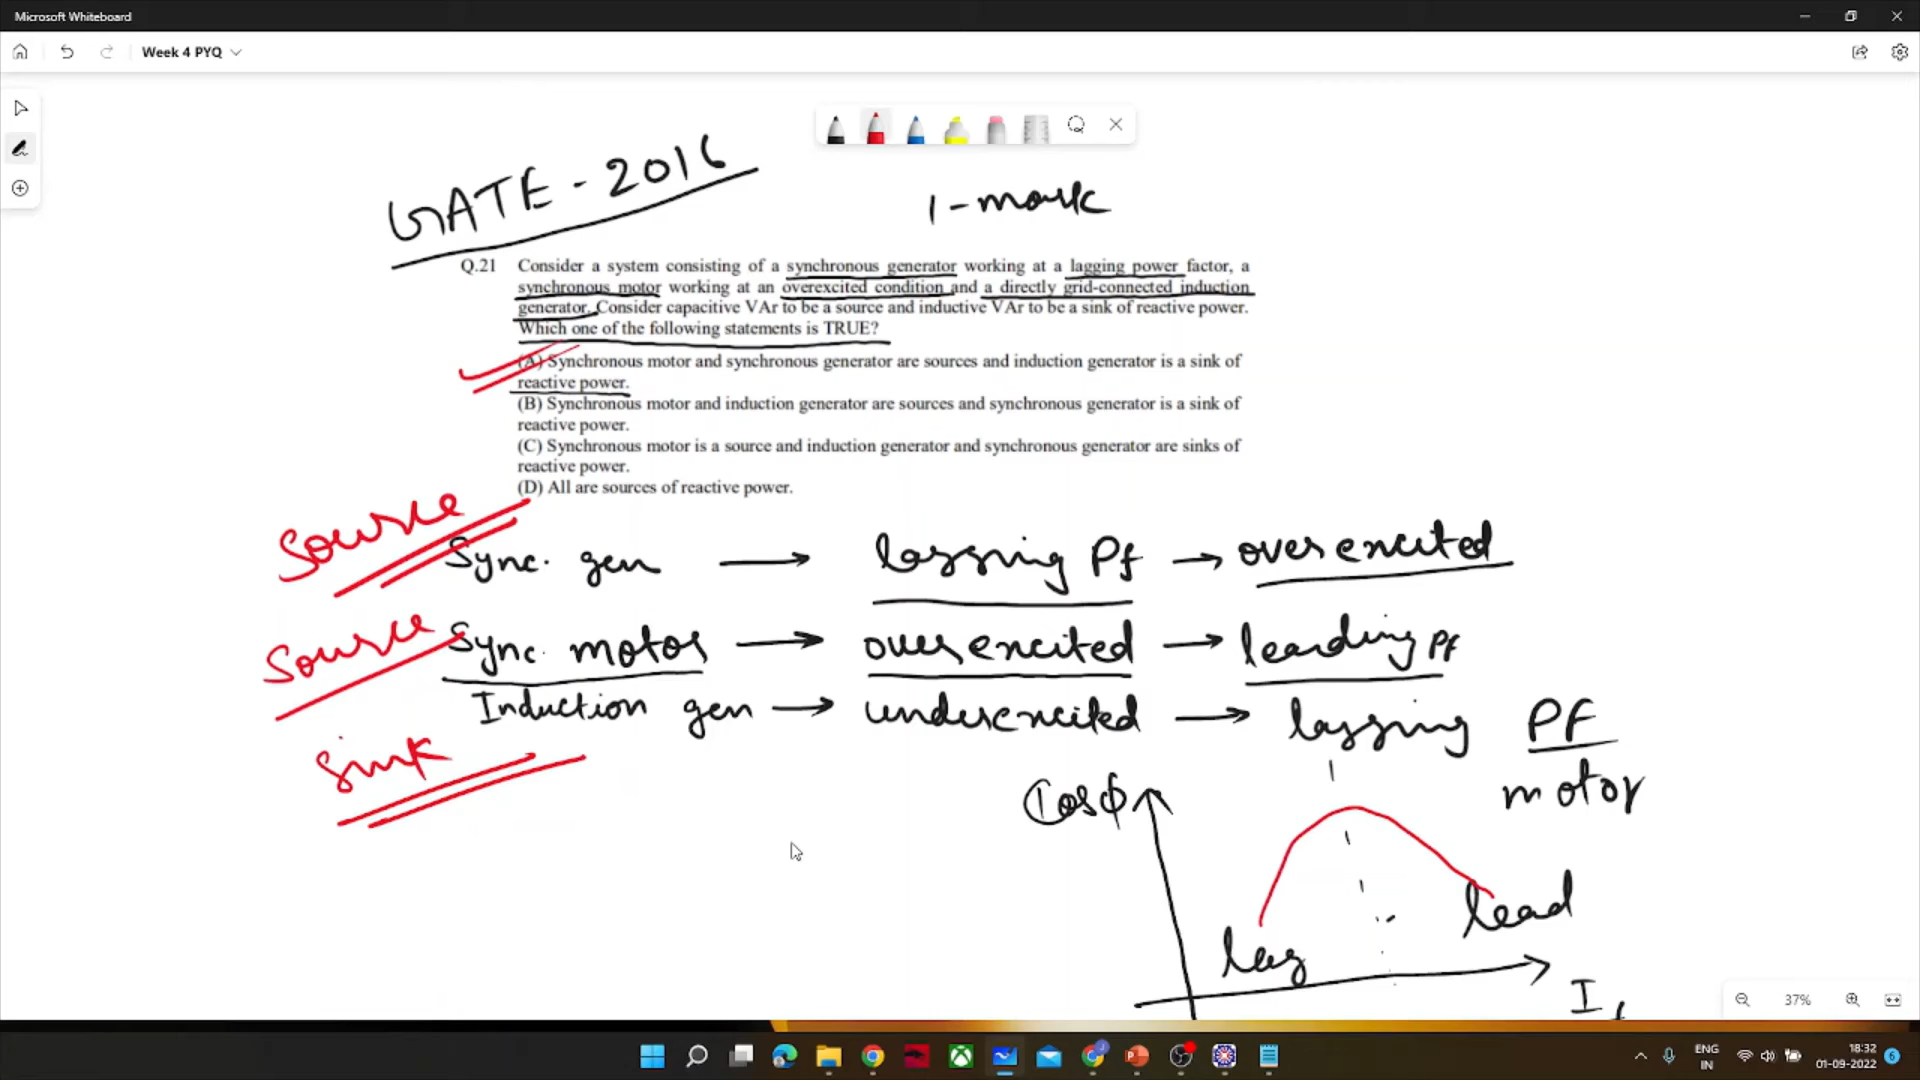 Microsoft Whiteboard
Week 4 PYQ
GATE - 2016
1 - mark
Q.21 Consider a system consisting of a synchronous generator working at a lagging power factor, a
synchronous motor working at an overexcited condition and a directly grid-connected induction
generator. Consider capacitive VAr to be a source and inductive VAr to be a sink of reactive power.
Which one of the following statements is TRUE?
(A) Synchronous motor and synchronous generator are sources and induction generator is a sink of
reactive power.
(B) Synchronous motor and induction generator are sources and synchronous generator is a sink of
reactive power.
(C) Synchronous motor is a source and induction generator and synchronous generator are sinks of
reactive power.
(D) All are sources of reactive power.
Source
Sync. gen → lagging Pf → overexcited
Source
Sync. motor → overexcited → leading Pf
Induction gen → underexcited → lagging PF
Sink
motor
Cosφ
lead
lag
I
37%
ENG
IN
18:32
01-09-2022
6